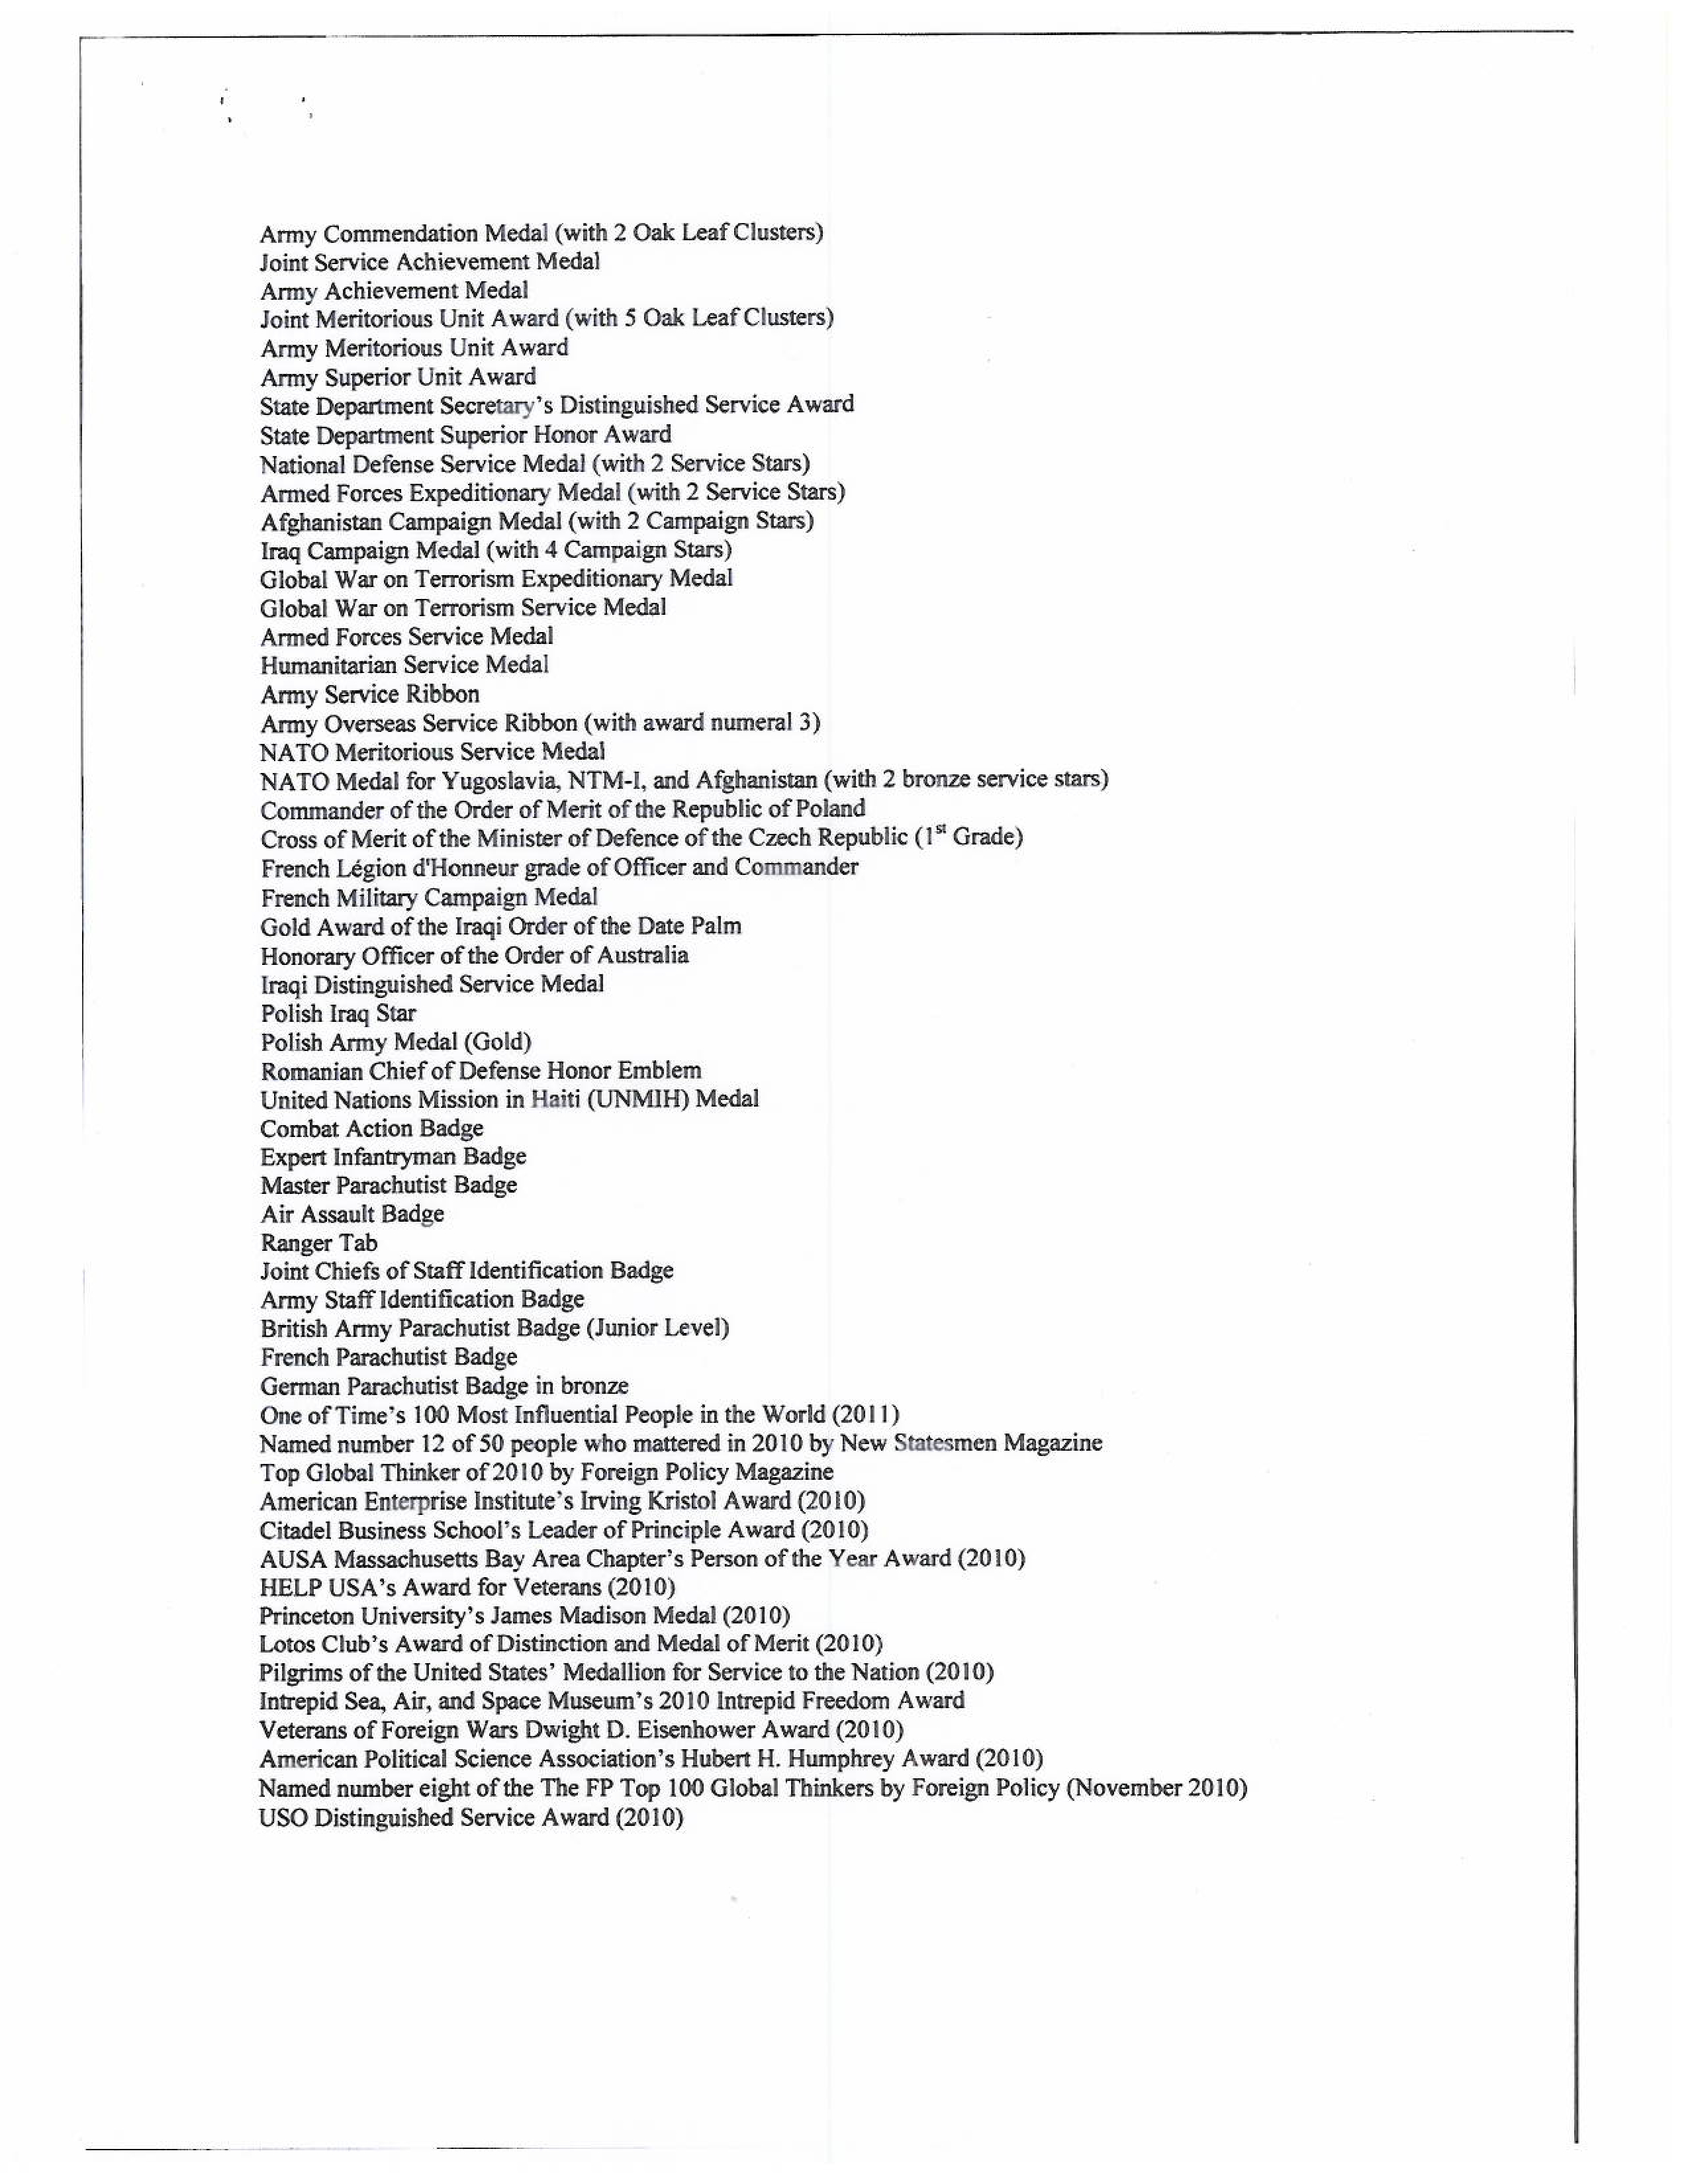 Army Commendation Medal (with 2 Oak Leaf Clusters)
Joint Service Achievement Medal
Army Achievement Medal
Joint Meritorious Unit Award (with 5 Oak Leaf Clusters)
Army Meritorious Unit Award
Army Superior Unit Award
State Department Secretary's Distinguished Service Award
State Department Superior Honor Award
National Defense Service Medal (with 2 Service Stars)
Armed Forces Expeditionary Medal (with 2 Service Stars)
Afghanistan Campaign Medal (with 2 Campaign Stars)
Iraq Campaign Medal (with 4 Campaign Stars)
Global War on Terrorism Expeditionary Medal
Global War on Terrorism Service Medal
Armed Forces Service Medal
Humanitarian Service Medal
Army Service Ribbon
Army Overseas Service Ribbon (with award numeral 3)
NATO Meritorious Service Medal
NATO Medal for Yugoslavia, NTM-I, and Afghanistan (with 2 bronze service stars)
Commander of the Order of Merit of the Republic of Poland
Cross of Merit of the Minister of Defence of the Czech Republic (1st Grade)
French Légion d'Honneur grade of Officer and Commander
French Military Campaign Medal
Gold Award of the Iraqi Order of the Date Palm
Honorary Officer of the Order of Australia
Iraqi Distinguished Service Medal
Polish Iraq Star
Polish Army Medal (Gold)
Romanian Chief of Defense Honor Emblem
United Nations Mission in Haiti (UNMIH) Medal
Combat Action Badge
Expert Infantryman Badge
Master Parachutist Badge
Air Assault Badge
Ranger Tab
Joint Chiefs of Staff Identification Badge
Army Staff Identification Badge
British Army Parachutist Badge (Junior Level)
French Parachutist Badge
German Parachutist Badge in bronze
One of Time's 100 Most Influential People in the World (2011)
Named number 12 of 50 people who mattered in 2010 by New Statesmen Magazine
Top Global Thinker of 2010 by Foreign Policy Magazine
American Enterprise Institute's Irving Kristol Award (2010)
Citadel Business School's Leader of Principle Award (2010)
AUSA Massachusetts Bay Area Chapter's Person of the Year Award (2010)
HELP USA's Award for Veterans (2010)
Princeton University's James Madison Medal (2010)
Lotos Club's Award of Distinction and Medal of Merit (2010)
Pilgrims of the United States' Medallion for Service to the Nation (2010)
Intrepid Sea, Air, and Space Museum's 2010 Intrepid Freedom Award
Veterans of Foreign Wars Dwight D. Eisenhower Award (2010)
American Political Science Association's Hubert H. Humphrey Award (2010)
Named number eight of the The FP Top 100 Global Thinkers by Foreign Policy (November 2010)
USO Distinguished Service Award (2010)